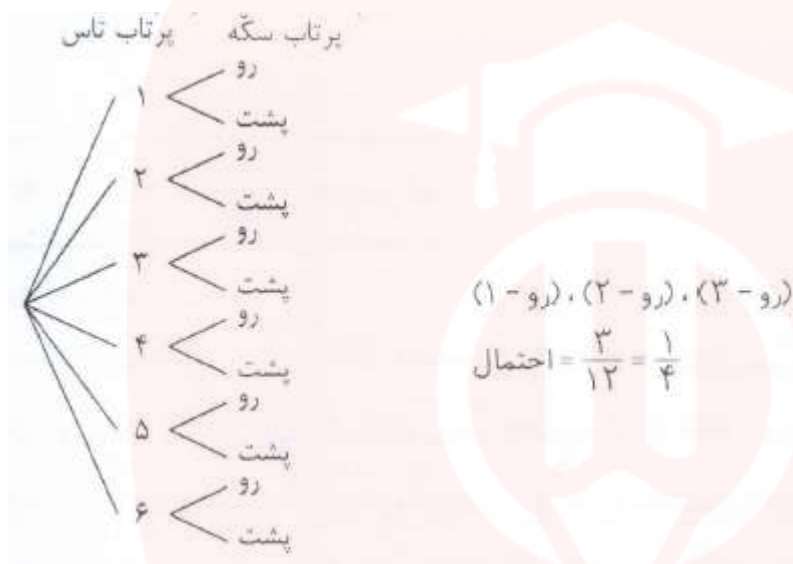 پرتاب تاس پرتاب سکّه
۱ رو
پشت
۲ رو
پشت
۳ رو
پشت
۴ رو
پشت
۵ رو
پشت
۶ رو
پشت
(رو - ۱) ، (رو - ۲) ، (رو - ۳)
احتمال = ۳/۱۲ = ۱/۴